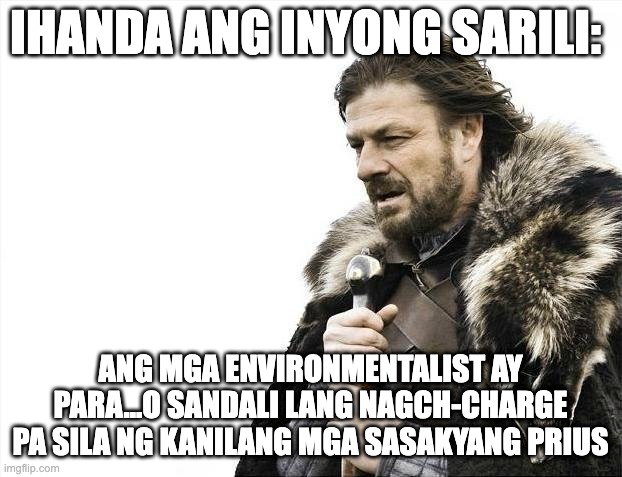 IHANDA ANG INYONG SARILI:
ANG MGA ENVIRONMENTALIST AY
PARA...O SANDALI LANG NAGCH-CHARGE
PA SILA NG KANILANG MGA SASAKYANG PRIUS
imgflip.com